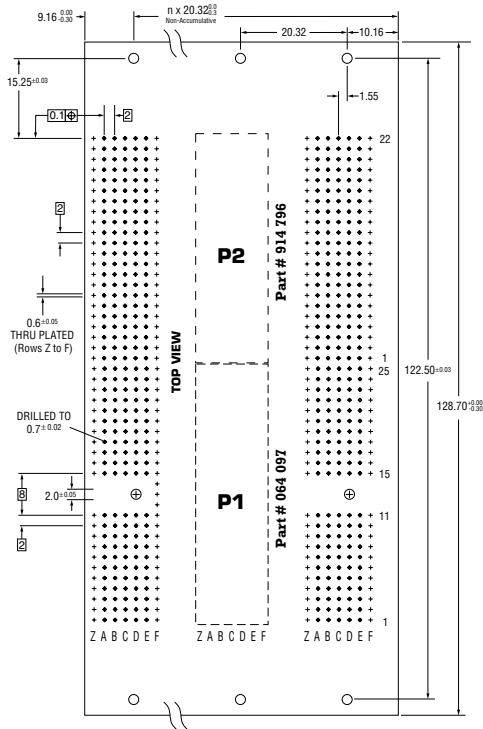 9.16 0.00 -0.30
n x 20.32 0.0 0.3
Non-Accumulative
20.32
10.16
15.25±0.03
1.55
0.1
2
22
2
P2
Part # 914 796
0.6±0.05
THRU PLATED
(Rows Z to F)
TOP VIEW
1
25
122.50±0.03
128.70+0.00 -0.30
DRILLED TO
0.7±0.02
15
8
2.0±0.05
P1
Part # 064 097
11
2
1
Z A B C D E F
Z A B C D E F
Z A B C D E F